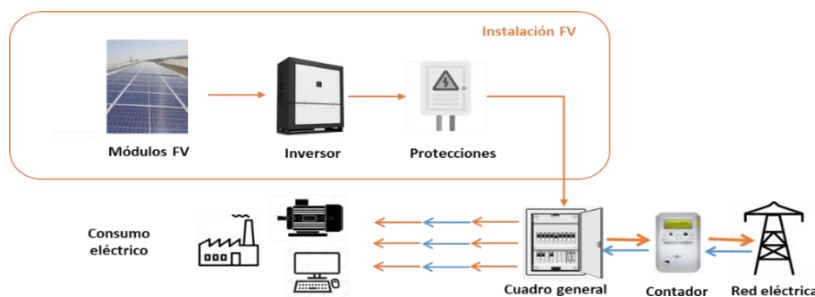 Instalación FV
Módulos FV
Inversor
Protecciones
Consumo
eléctrico
Cuadro general
Contador
Red eléctrica